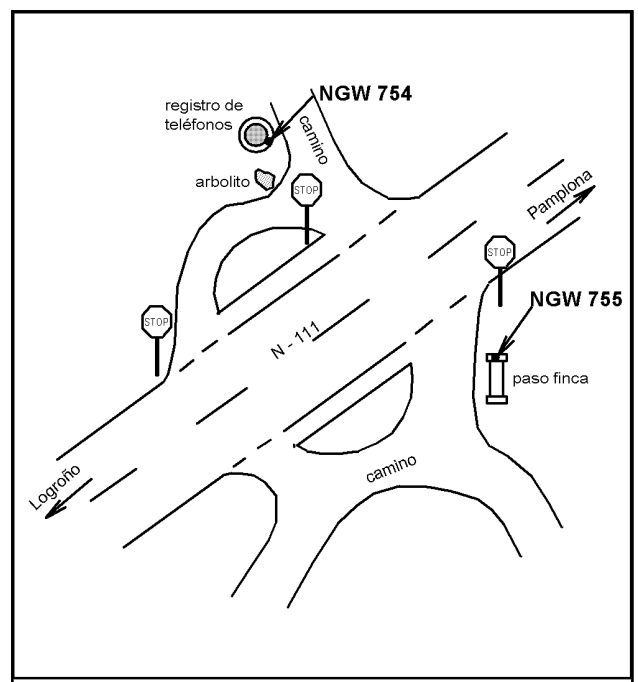 NGW 754
registro de
teléfonos
camino
arbolito
STOP
Pamplona
STOP
NGW 755
STOP
N - 111
paso finca
camino
Logroño